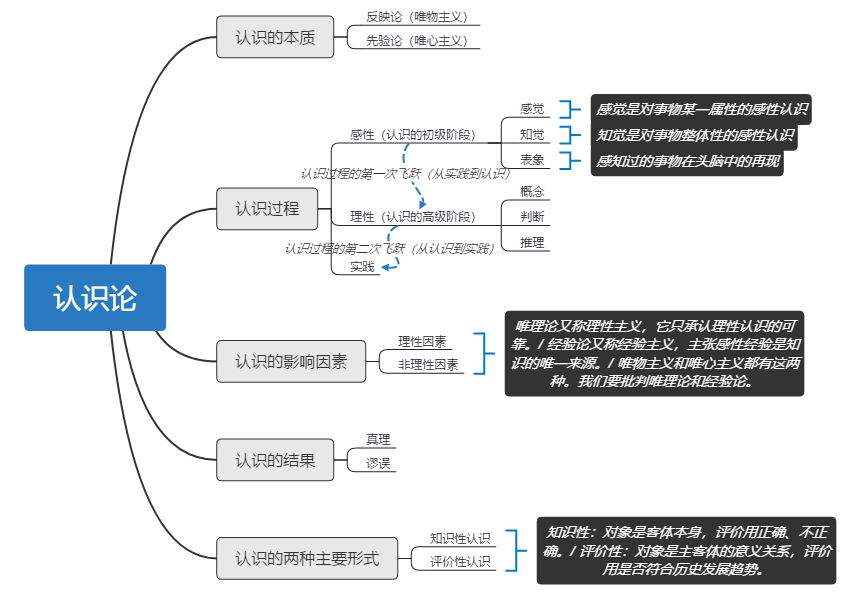 认识论
认识的本质
反映论（唯物主义）
先验论（唯心主义）
认识过程
感性（认识的初级阶段）
感觉
感觉是对事物某一属性的感性认识
知觉
知觉是对事物整体性的感性认识
表象
感知过的事物在头脑中的再现
认识过程的第一次飞跃（从实践到认识）
理性（认识的高级阶段）
概念
判断
推理
认识过程的第二次飞跃（从认识到实践）
实践
认识的影响因素
理性因素
非理性因素
唯理论又称理性主义，它只承认理性认识的可
靠。/ 经验论又称经验主义，主张感性经验是知
识的唯一来源。/ 唯物主义和唯心主义都有这两
种。我们要批判唯理论和经验论。
认识的结果
真理
谬误
认识的两种主要形式
知识性认识
评价性认识
知识性：对象是客体本身，评价用正确、不正
确。/ 评价性：对象是主客体的意义关系，评价
用是否符合历史发展趋势。